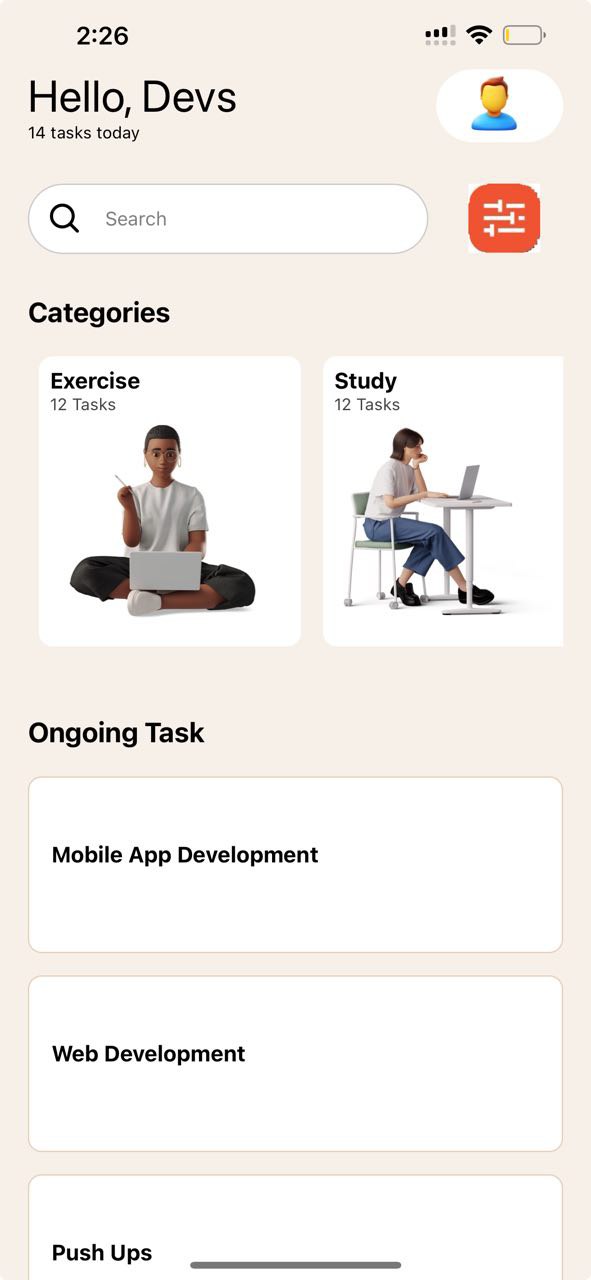 2:26
Hello, Devs
14 tasks today
Search
Categories
Exercise
12 Tasks
Study
12 Tasks
Ongoing Task
Mobile App Development
Web Development
Push Ups